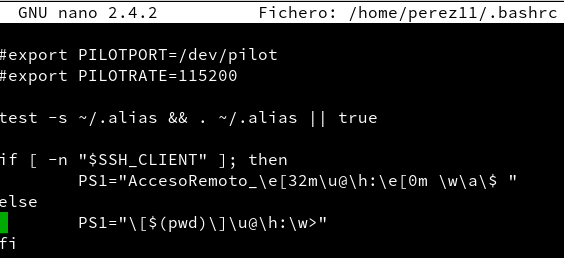 GNU nano 2.4.2 Fichero: /home/perez11/.bashrc
#export PILOTPORT=/dev/pilot
#export PILOTRATE=115200
test -s ~/.alias && . ~/.alias || true
if [ -n "$SSH_CLIENT" ]; then
PS1="AccesoRemoto_\e[32m\u@\h:\e[0m \w\a\$ "
else
PS1="\[$(pwd)\]\u@\h:\w>"
fi